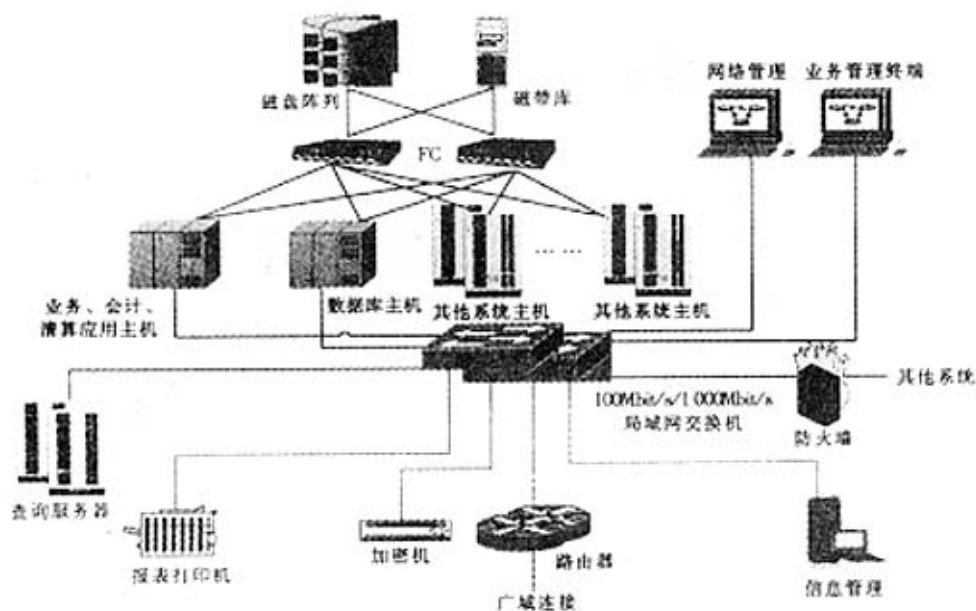 磁盘阵列
磁带库
网络管理
业务管理终端
FC
业务、会计、
清算应用主机
数据库主机
其他系统主机
……
其他系统主机
100Mbit/s/1 000Mbit/s
局域网交换机
防火墙
其他系统
查询服务器
报表打印机
加密机
路由器
广域连接
信息管理